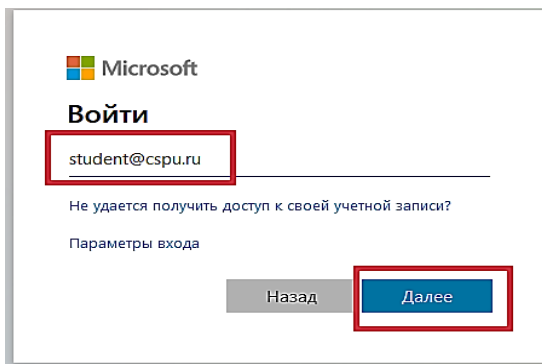 Microsoft
Войти
student@cspu.ru
Не удается получить доступ к своей учетной записи?
Параметры входа
Назад Далее